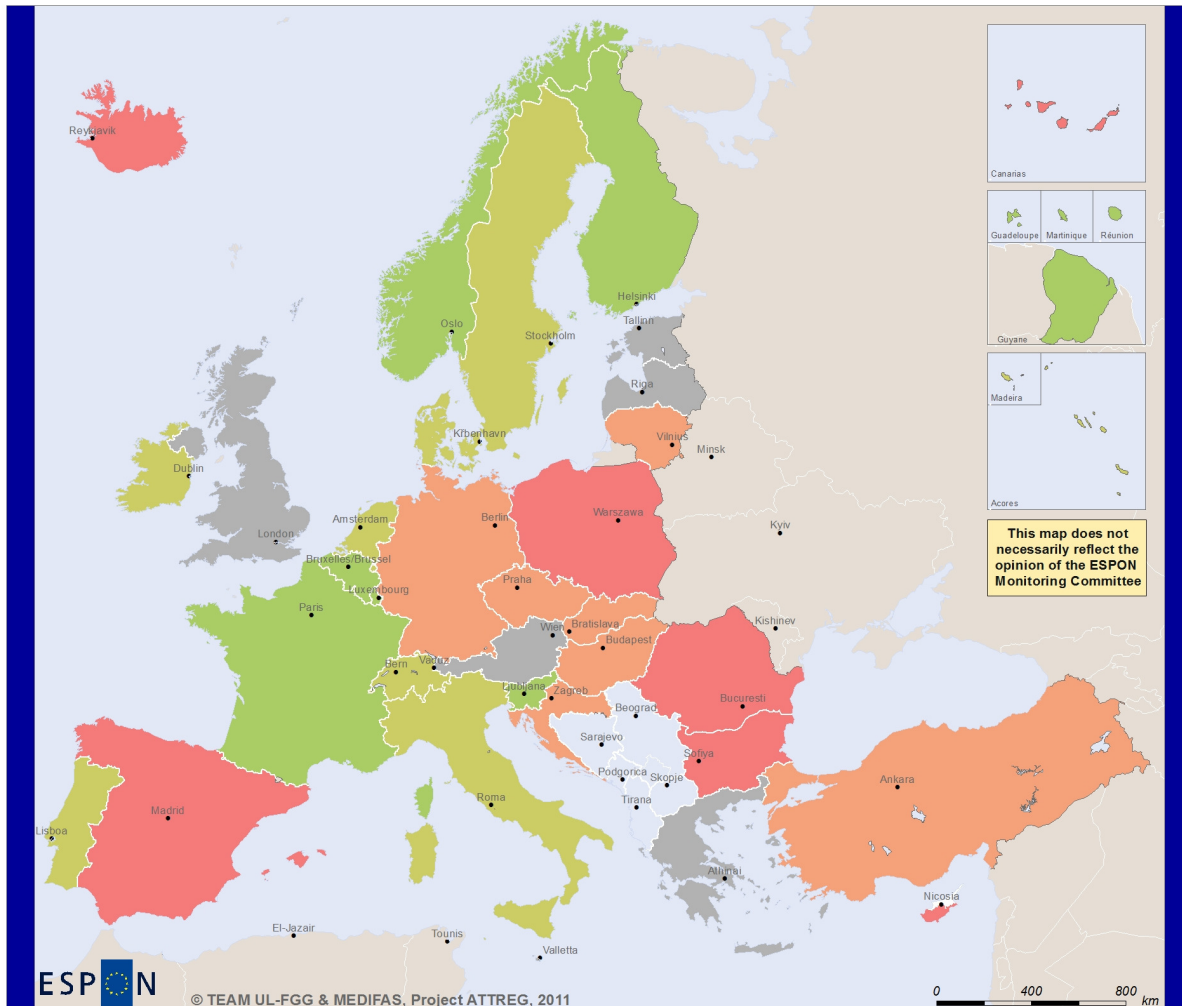 Reykjavik
Canarias
Guadeloupe
Martinique
Réunion
Guyane
Madeira
Acores
This map does not
necessarily reflect the
opinion of the ESPON
Monitoring Committee
Helsinki
Tallinn
Oslo
Stockholm
Riga
Křbenhavn
Vilnius
Minsk
Dublin
Warszawa
Berlin
Amsterdam
London
Kyiv
Bruxelles/Brussel
Praha
Luxembourg
Paris
Kishinev
Wien
Bratislava
Budapest
Bern
Vaduz
Ljubljana
Zagreb
Beograd
Bucuresti
Sarajevo
Sofiya
Podgorica
Skopje
Ankara
Tirana
Roma
Madrid
Lisboa
Athinai
Nicosia
El-Jazair
Tounis
Valletta
ESPON
© TEAM UL-FGG & MEDIFAS, Project ATTREG, 2011
0 400 800
km